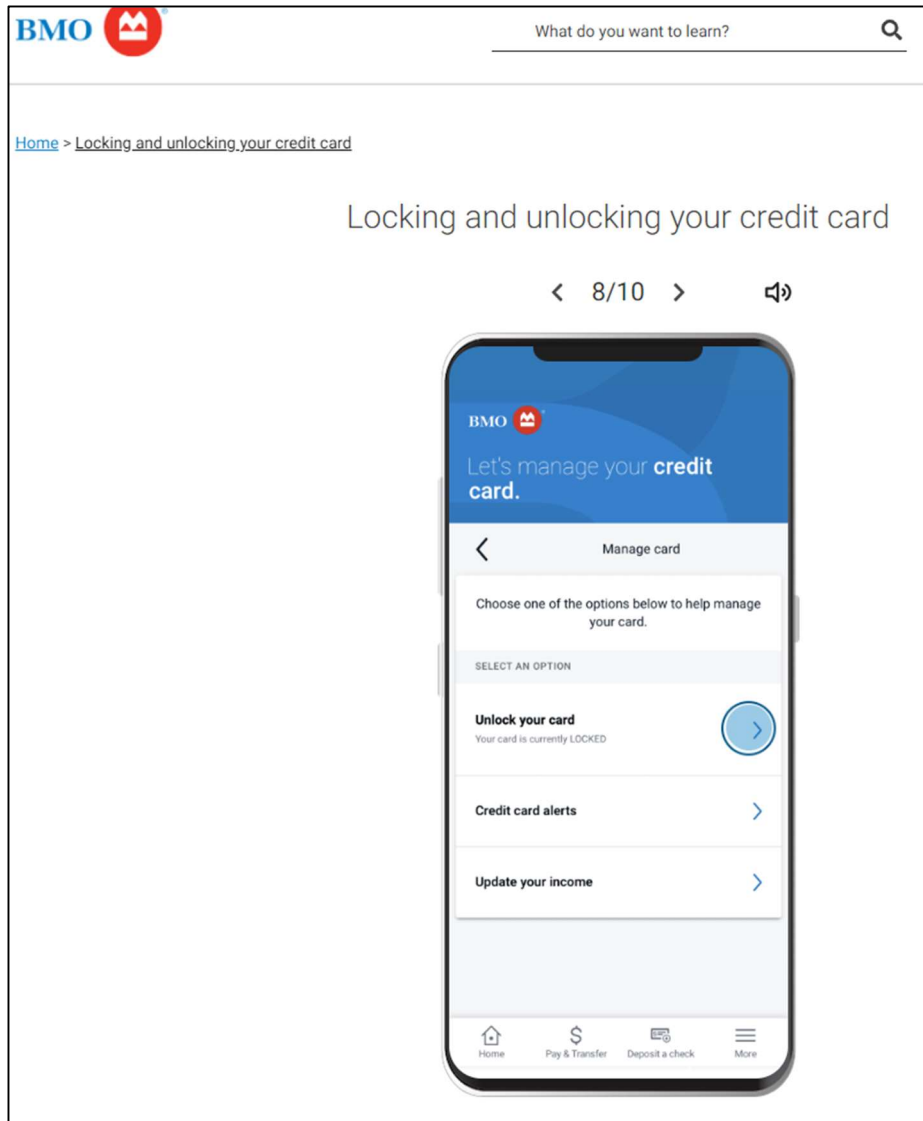 BMO
What do you want to learn?
Home > Locking and unlocking your credit card
Locking and unlocking your credit card
< 8/10 >
BMO
Let's manage your credit
card.
Manage card
Choose one of the options below to help manage
your card.
SELECT AN OPTION
Unlock your card
Your card is currently LOCKED
Credit card alerts
Update your income
Home Pay & Transfer Deposit a check More